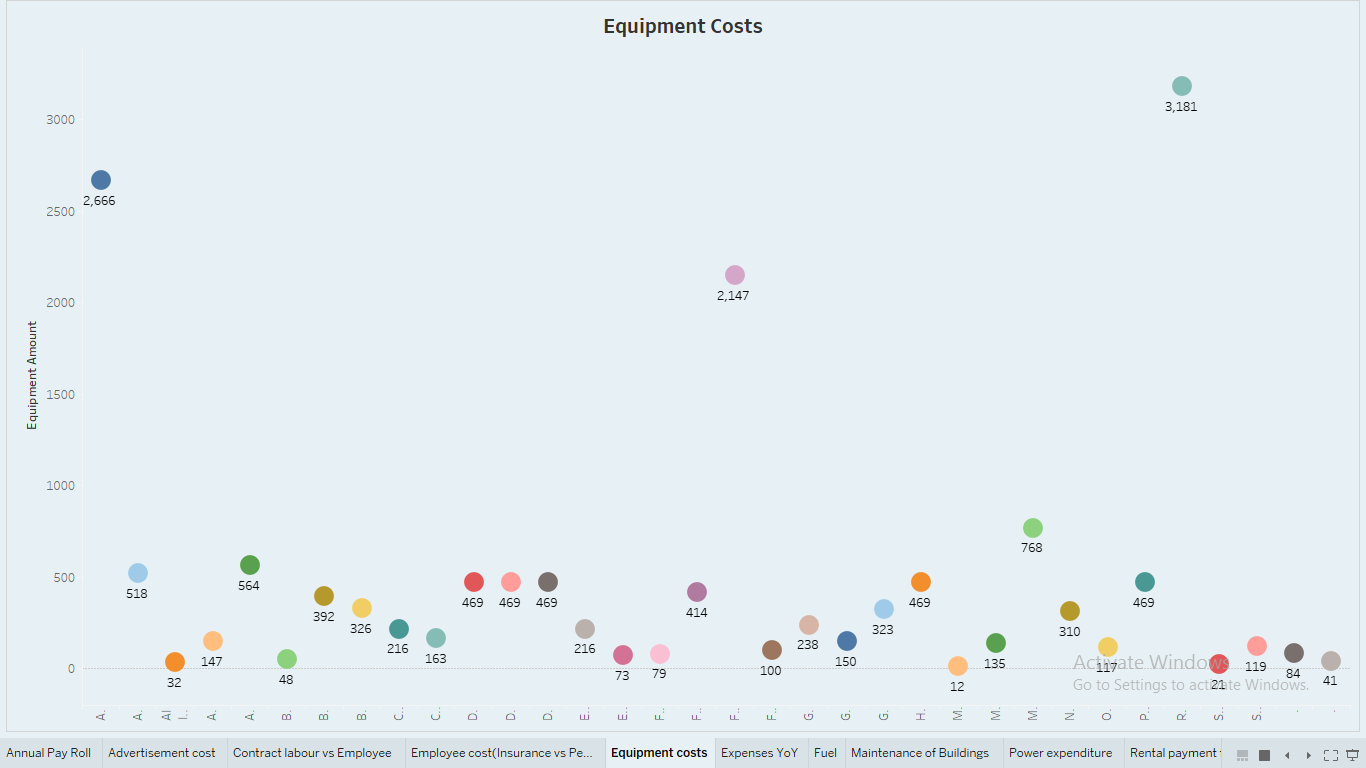 Equipment Costs
3000
2500
2000
1500
1000
500
0
Equipment Amount
2,666
518
32
147
564
48
392
326
216
163
469
469
469
216
73
79
414
2,147
100
238
150
323
469
12
135
768
310
117
469
3,181
21
119
84
41
A.
A.
Al
I..
A.
A.
B.
B.
B.
C..
C..
D.
D.
D.
E..
E..
F..
F..
F..
F..
G.
G.
G.
H.
M.
M.
M.
N.
O.
P..
R.
S..
S..
.
.
Activate Windows
Go to Settings to activate Windows.
Annual Pay Roll
Advertisement cost
Contract labour vs Employee
Employee cost(Insurance vs Pe...
Equipment costs
Expenses YoY
Fuel
Maintenance of Buildings
Power expenditure
Rental payment